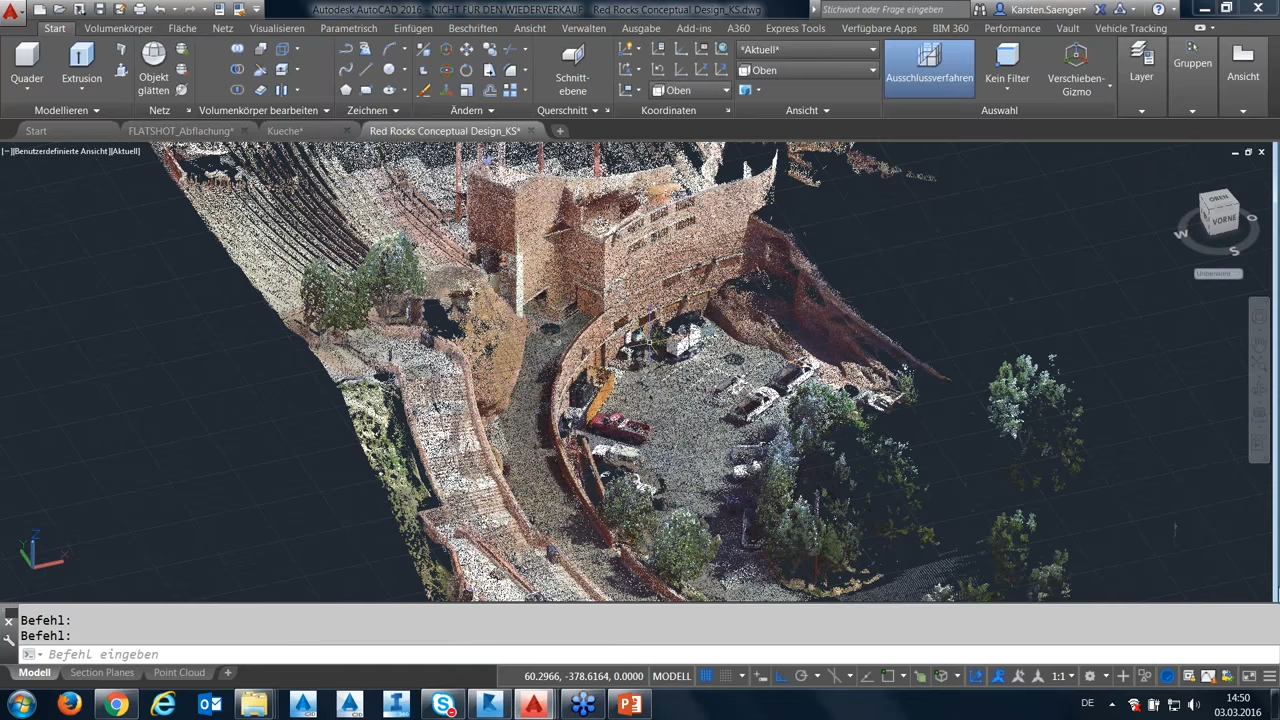 Autodesk AutoCAD 2016 - NICHT FÜR DEN WIEDERVERKAUF
Red Rocks Conceptual Design_KS.dwg
Stichwort oder Frage eingeben
Karsten.Saenger
Start
Volumenkörper
Fläche
Netz
Visualisieren
Parametrisch
Einfügen
Beschriften
Ansicht
Verwalten
Ausgabe
Add-ins
A360
Express Tools
Verfügbare Apps
BIM 360
Performance
Vault
Vehicle Tracking
Quader
Extrusion
Objekt
glätten
Schnitt-
ebene
*Aktuell*
Oben
Oben
Ausschlussverfahren
Kein Filter
Verschieben-
Gizmo
Layer
Gruppen
Ansicht
Modellieren
Netz
Volumenkörper bearbeiten
Zeichnen
Ändern
Querschnitt
Koordinaten
Ansicht
Auswahl
Start
FLATSHOT_Abflachung*
Kueche*
Red Rocks Conceptual Design_KS*
[−][Benutzerdefinierte Ansicht][Aktuell]
OBEN
VORNE
W
S
O
Z
Y
X
Befehl:
Befehl:
Befehl eingeben
Modell
Section Planes
Point Cloud
60.2966, -378.6164, 0.0000
MODELL
1:1
DE
14:50
03.03.2016